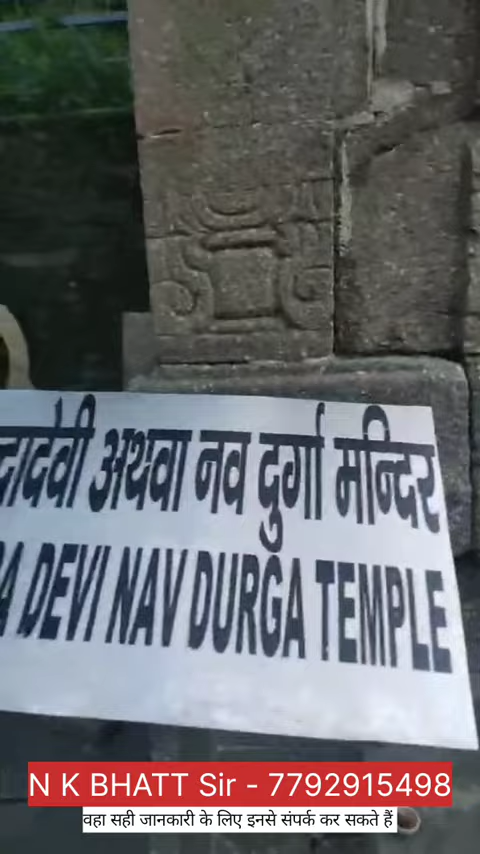 अथवा नव दुर्गा मन्दिर
DEVI NAV DURGA TEMPLE
N K BHATT Sir - 7792915498
वहा सही जानकारी के लिए इनसे संपर्क कर सकते हैं